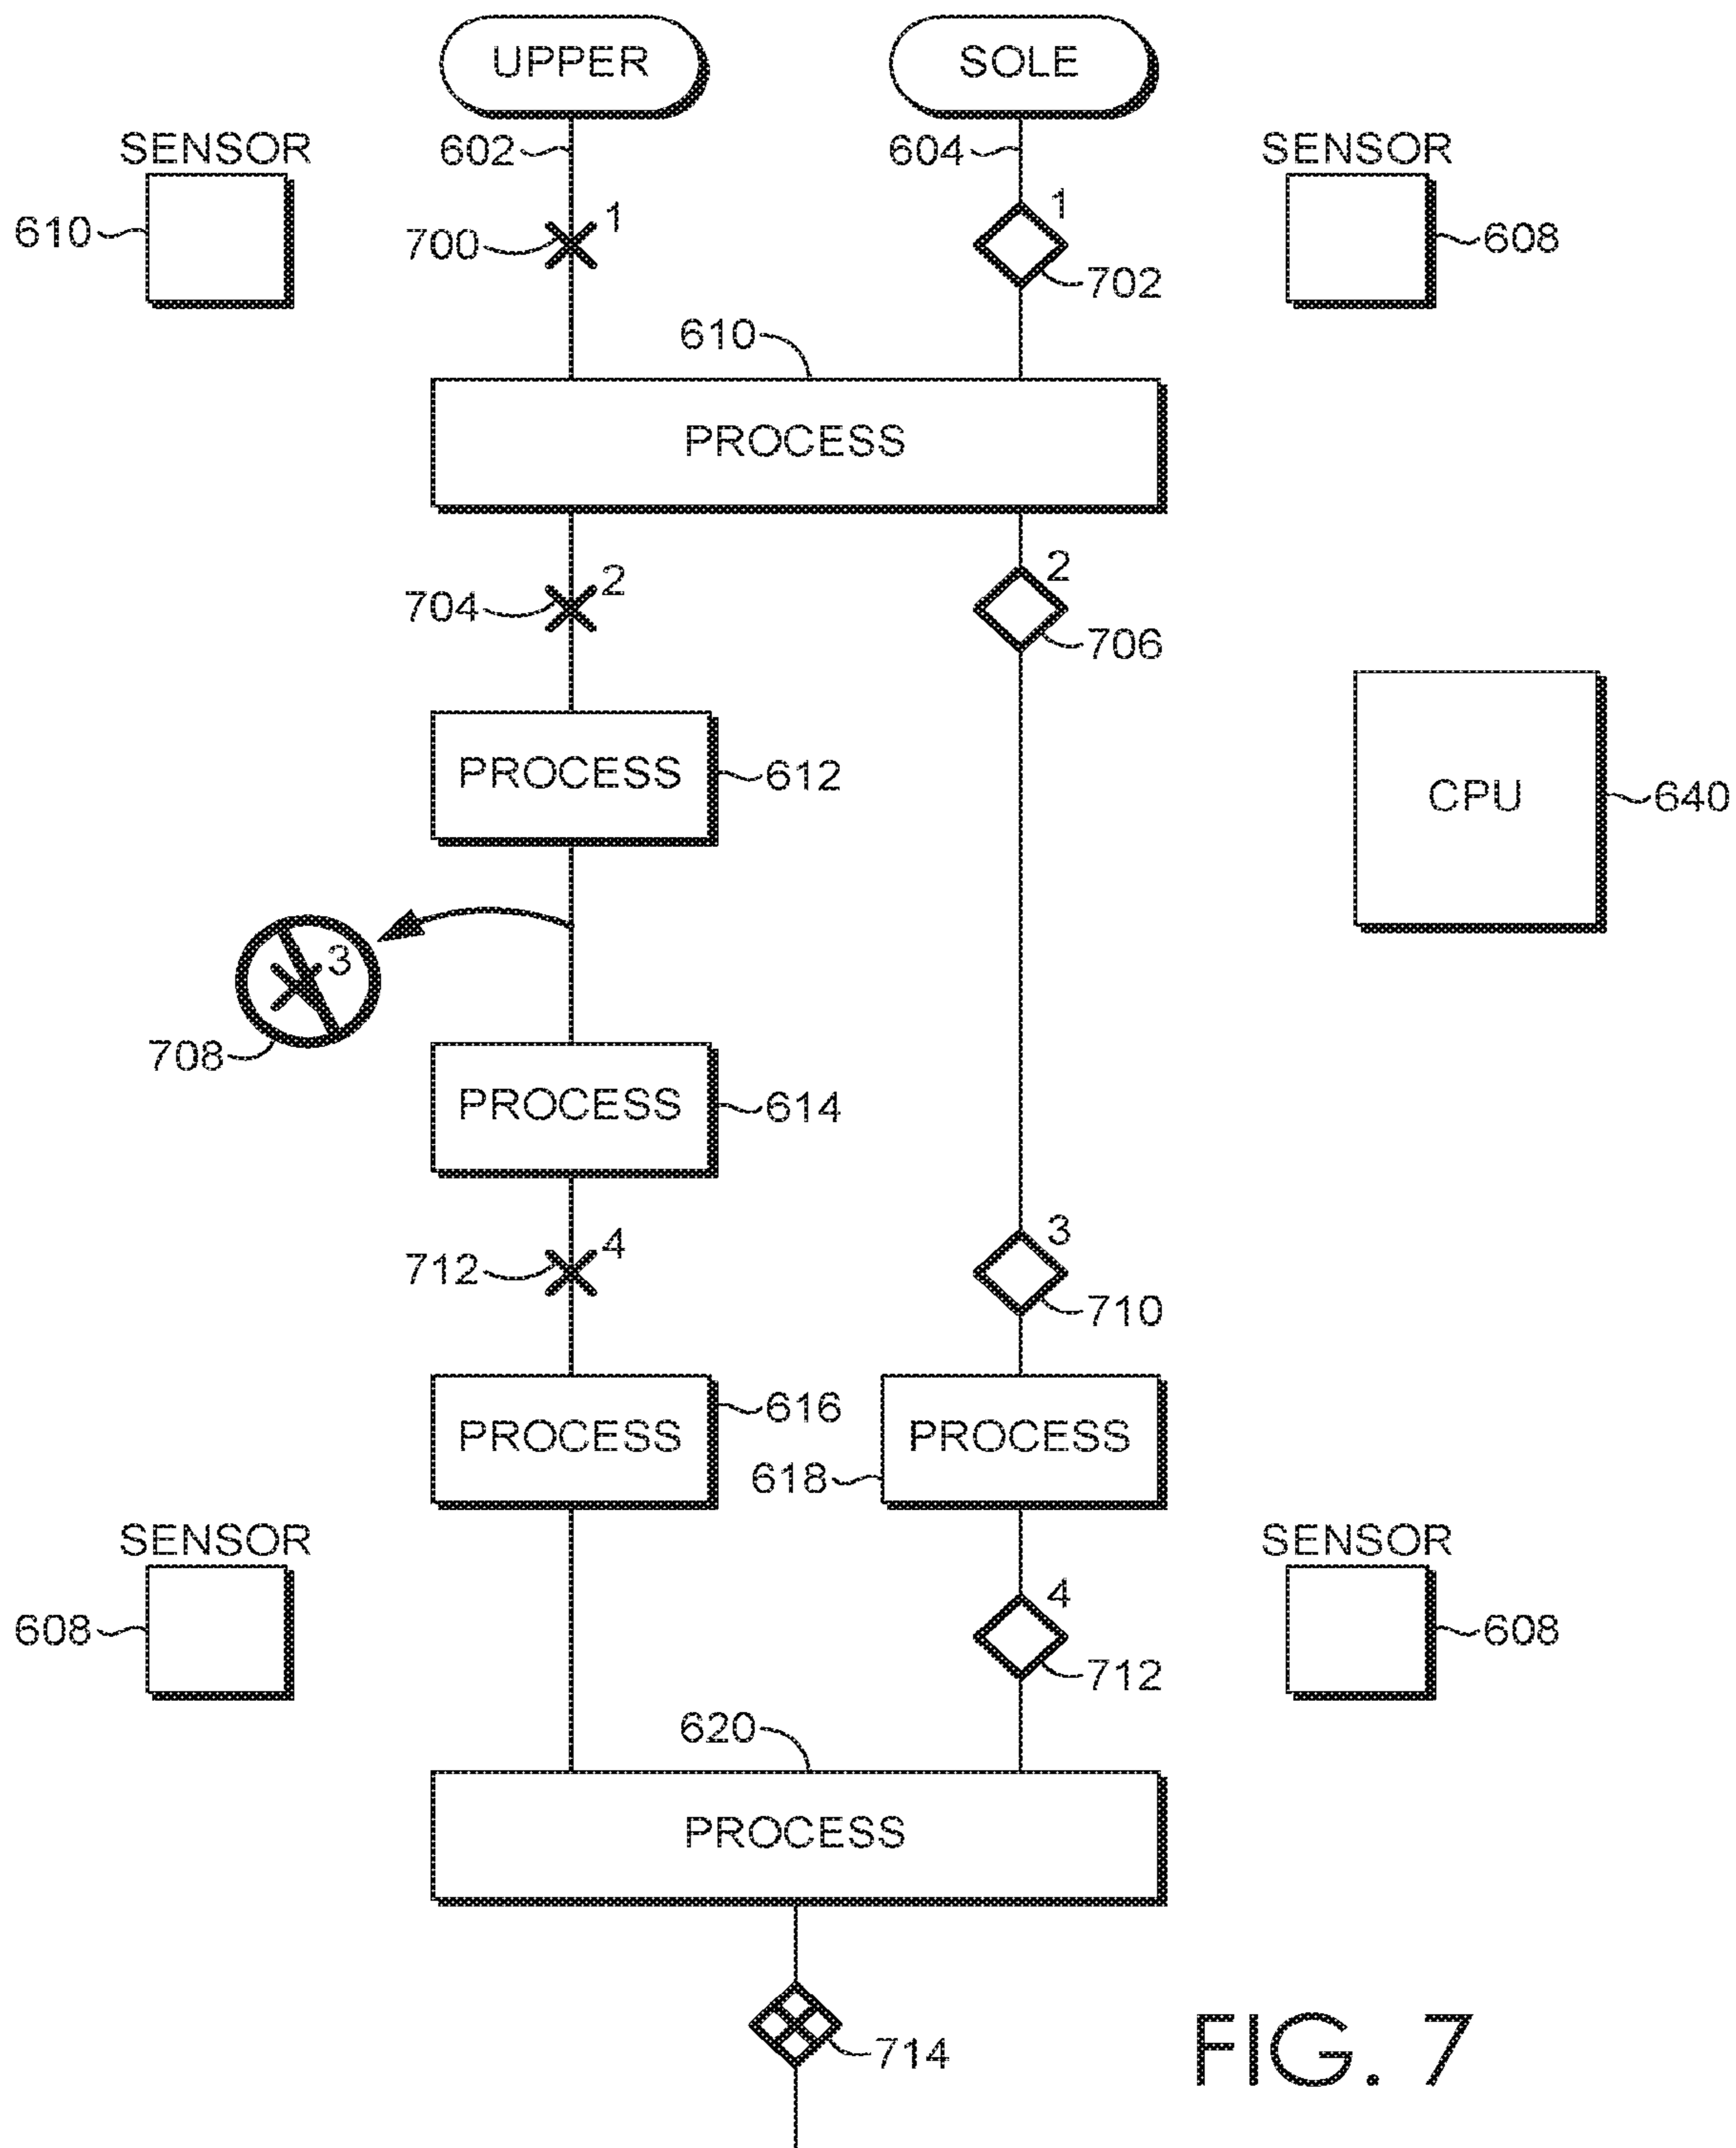 UPPER
SOLE
SENSOR
602
604
SENSOR
610
700
1
1
702
608
610
PROCESS
704
2
2
706
PROCESS
612
CPU
640
3
708
PROCESS
614
712
4
3
710
PROCESS
616
PROCESS
618
SENSOR
SENSOR
608
4
712
608
620
PROCESS
714
FIG. 7